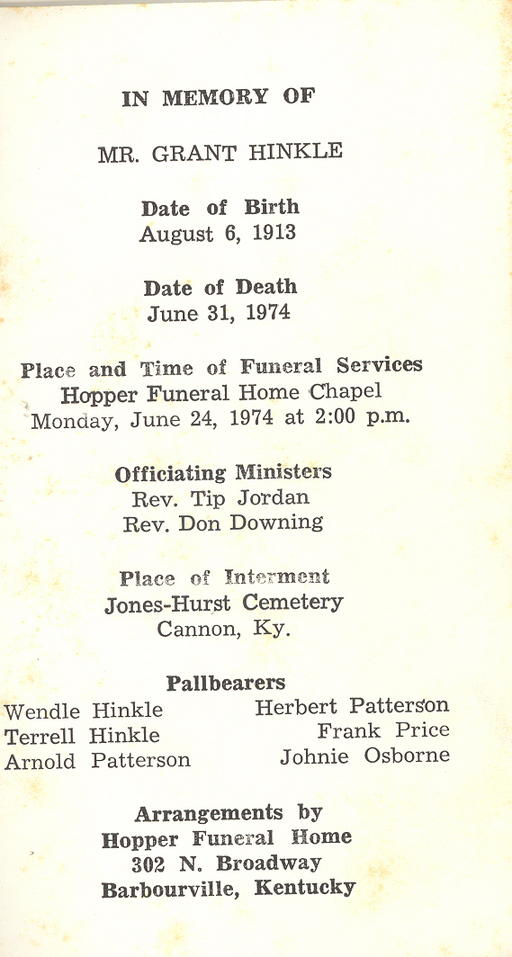 IN MEMORY OF
MR. GRANT HINKLE
Date of Birth
August 6, 1913
Date of Death
June 31, 1974
Place and Time of Funeral Services
Hopper Funeral Home Chapel
Monday, June 24, 1974 at 2:00 p.m.
Officiating Ministers
Rev. Tip Jordan
Rev. Don Downing
Place of Interment
Jones-Hurst Cemetery
Cannon, Ky.
Pallbearers
Wendle Hinkle Herbert Patterson
Terrell Hinkle Frank Price
Arnold Patterson Johnie Osborne
Arrangements by
Hopper Funeral Home
302 N. Broadway
Barbourville, Kentucky